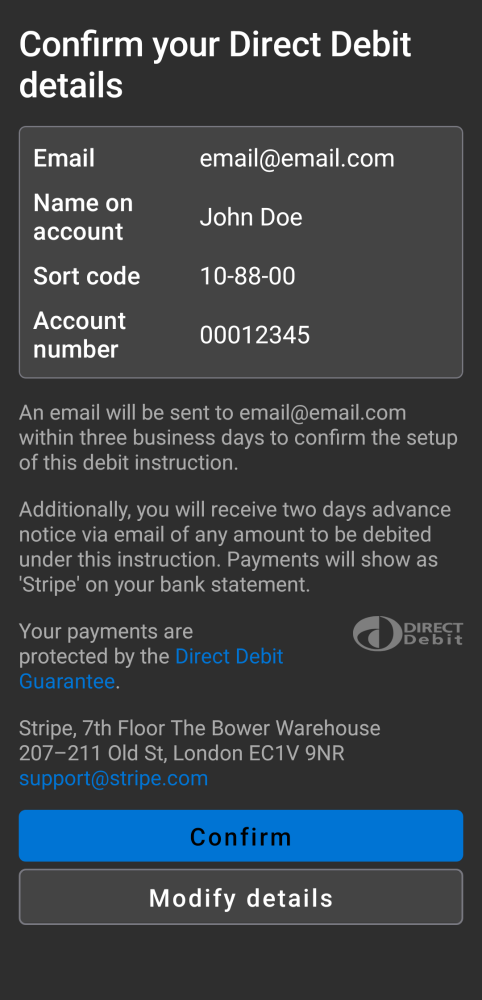 Confirm your Direct Debit
details
Email email@email.com
Name on
account John Doe
Sort code 10-88-00
Account
number 00012345
An email will be sent to email@email.com
within three business days to confirm the setup
of this debit instruction.
Additionally, you will receive two days advance
notice via email of any amount to be debited
under this instruction. Payments will show as
'Stripe' on your bank statement.
Your payments are
protected by the Direct Debit
Guarantee.
DIRECT
Debit
Stripe, 7th Floor The Bower Warehouse
207–211 Old St, London EC1V 9NR
support@stripe.com
Confirm
Modify details